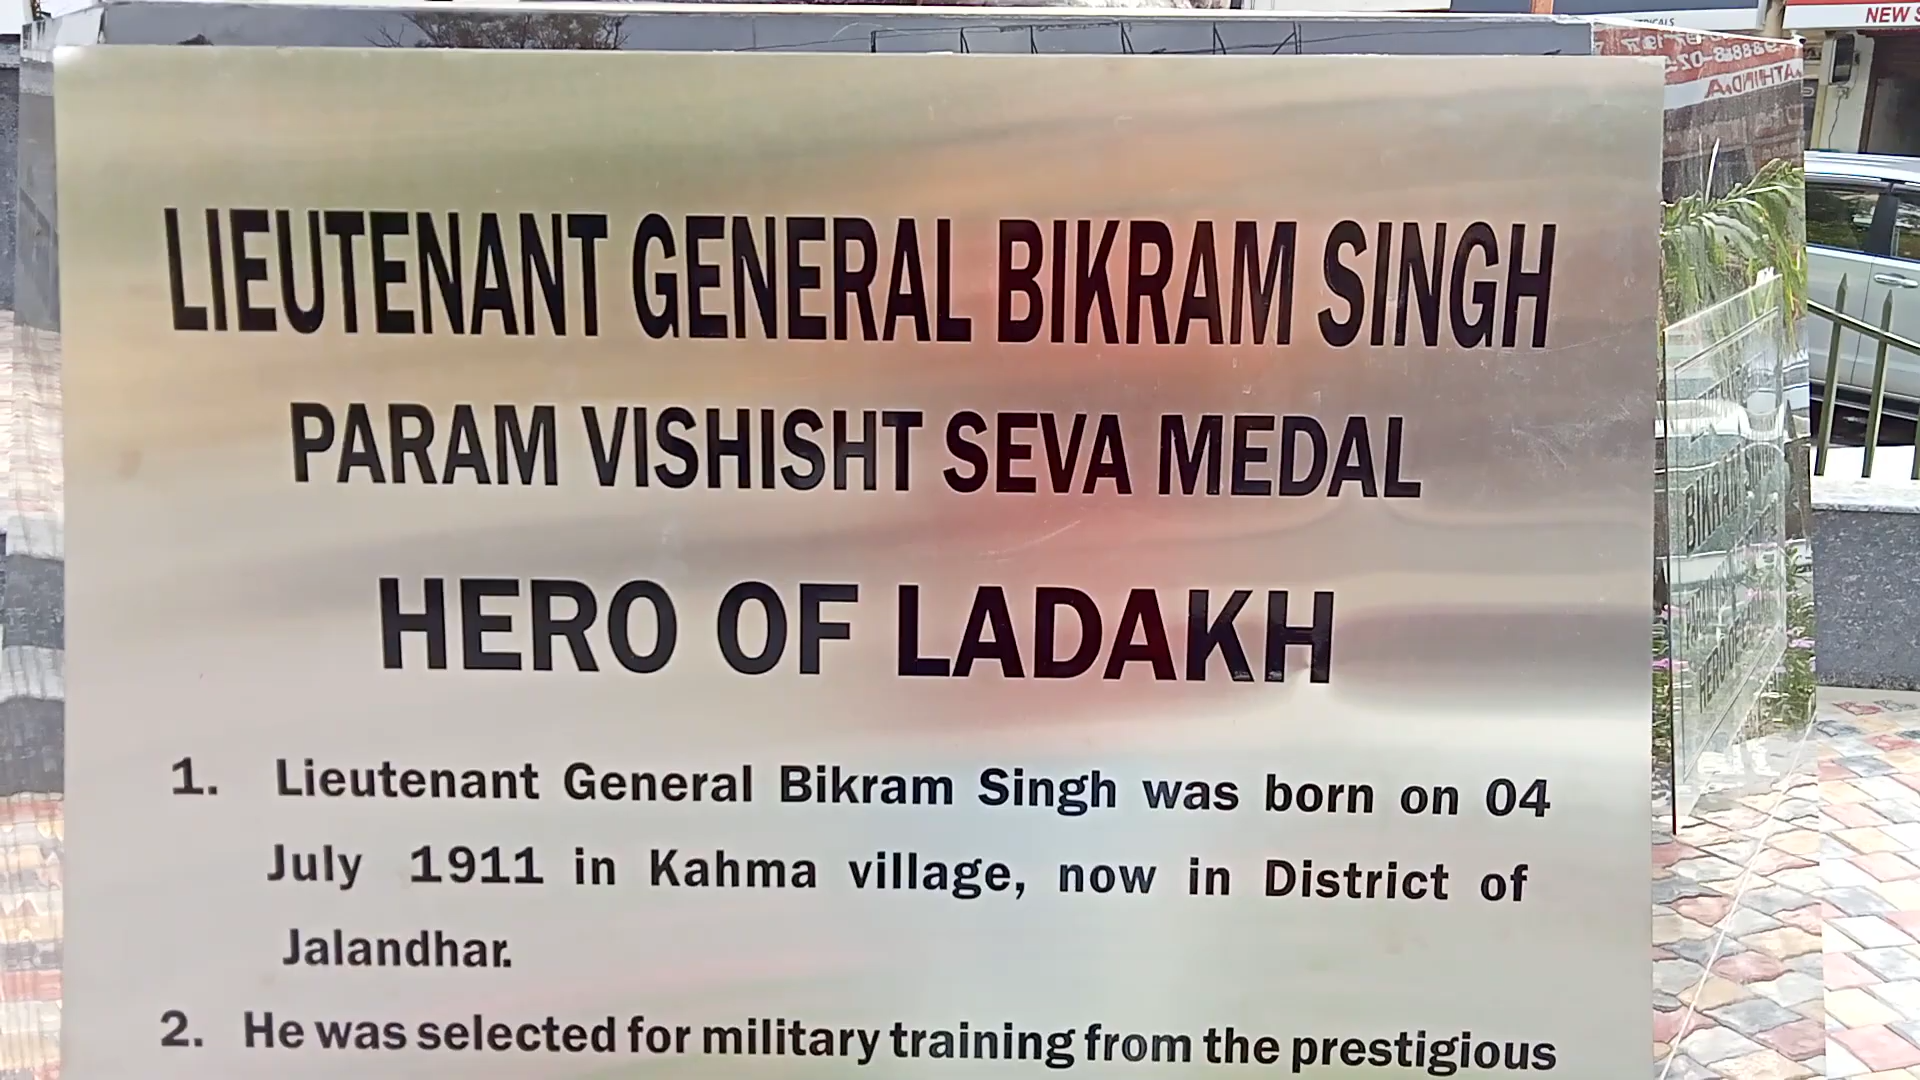 NEW
LIEUTENANT GENERAL BIKRAM SINGH
PARAM VISHISHT SEVA MEDAL
HERO OF LADAKH
1. Lieutenant General Bikram Singh was born on 04
July 1911 in Kahma village, now in District of
Jalandhar.
2. He was selected for military training from the prestigious
BIKRAM